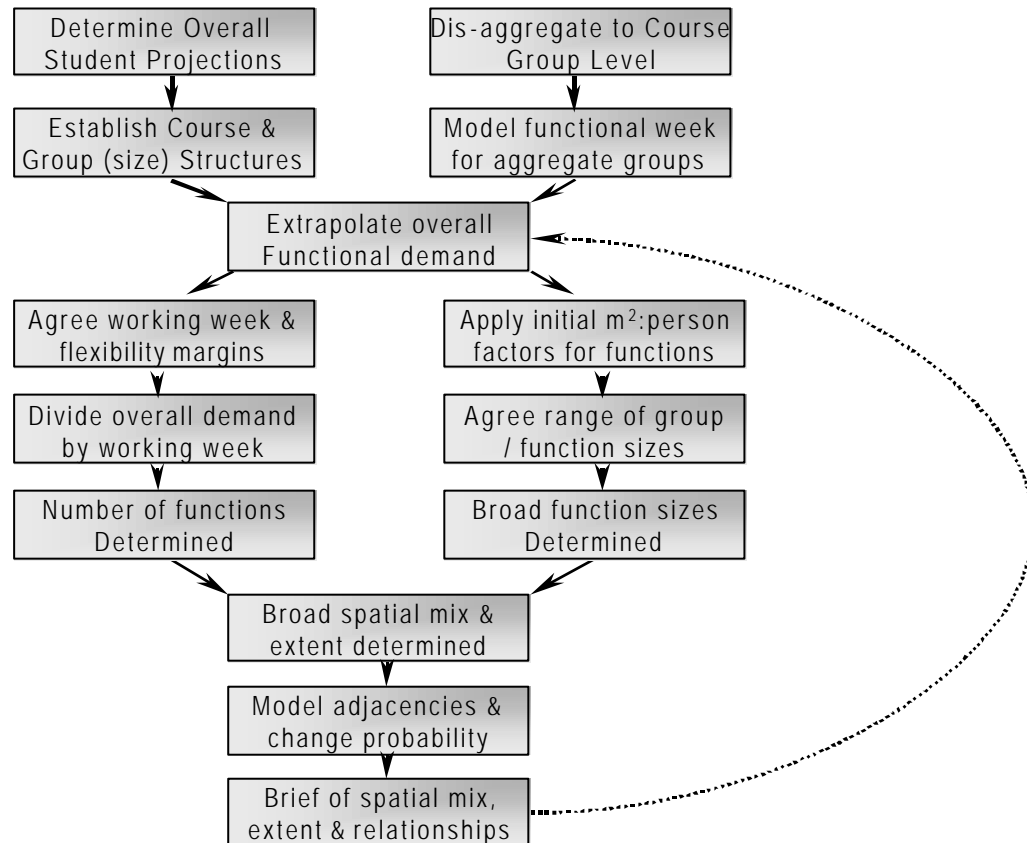 Determine Overall
Student Projections
Dis-aggregate to Course
Group Level
Establish Course &
Group (size) Structures
Model functional week
for aggregate groups
Extrapolate overall
Functional demand
Agree working week &
flexibility margins
Apply initial m²:person
factors for functions
Divide overall demand
by working week
Agree range of group
/ function sizes
Number of functions
Determined
Broad function sizes
Determined
Broad spatial mix &
extent determined
Model adjacencies &
change probability
Brief of spatial mix,
extent & relationships